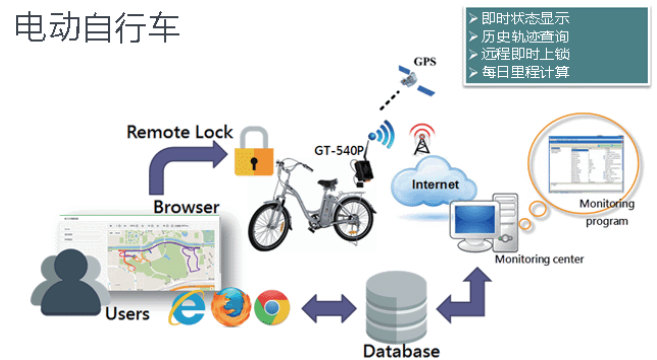 电动自行车
➢ 即时状态显示
➢ 历史轨迹查询
➢ 远程即时上锁
➢ 每日里程计算
GPS
Remote Lock
GT-540P
Internet
Browser
Monitoring
program
Monitoring center
Users
Database